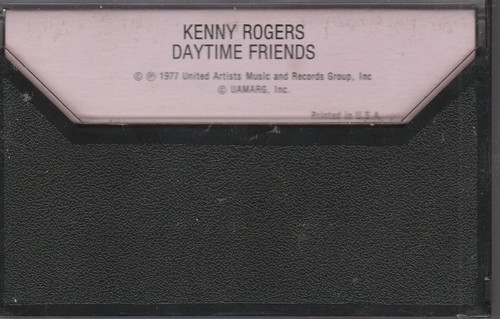 KENNY ROGERS
DAYTIME FRIENDS
© ℗ 1977 United Artists Music and Records Group, Inc
© UAMARG, Inc.
Printed in U.S.A.